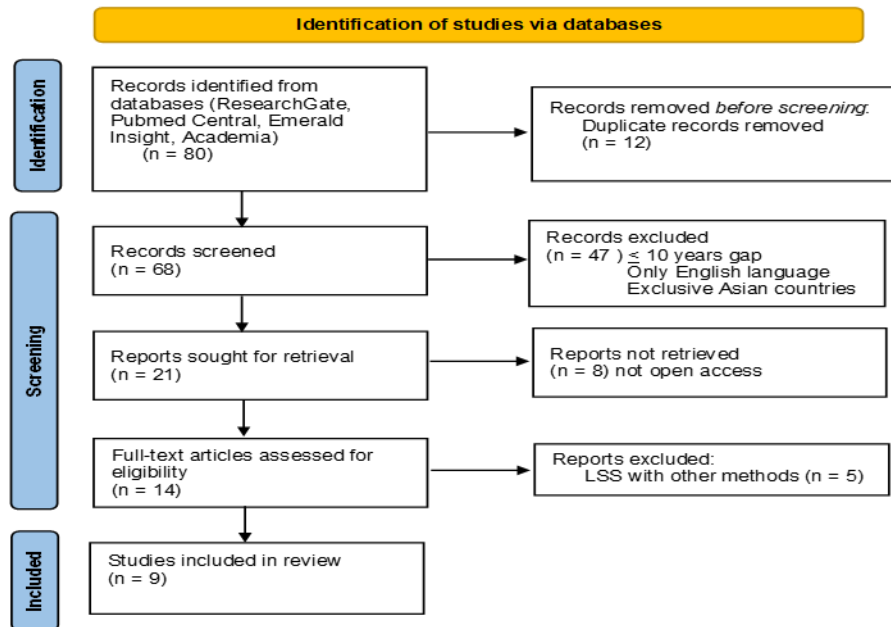 Identification of studies via databases
Identification
Records identified from
databases (ResearchGate,
Pubmed Central, Emerald
Insight, Academia)
(n = 80)
Records removed before screening:
Duplicate records removed
(n = 12)
Screening
Records screened
(n = 68)
Records excluded
(n = 47 ) ≤ 10 years gap
Only English language
Exclusive Asian countries
Reports sought for retrieval
(n = 21)
Reports not retrieved
(n = 8) not open access
Full-text articles assessed for
eligibility
(n = 14)
Reports excluded:
LSS with other methods (n = 5)
Included
Studies included in review
(n = 9)